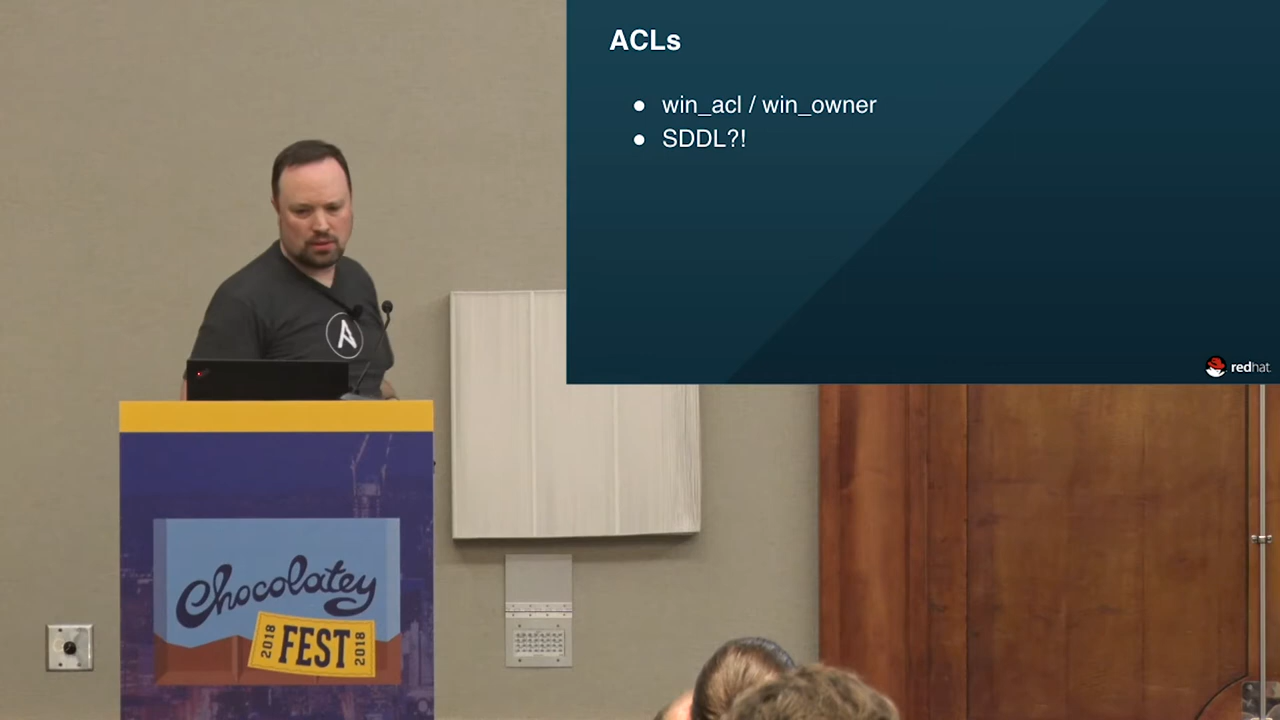 ACLs
● win_acl / win_owner
● SDDL?!
redhat.
A
Chocolatey
2018 FEST 2018